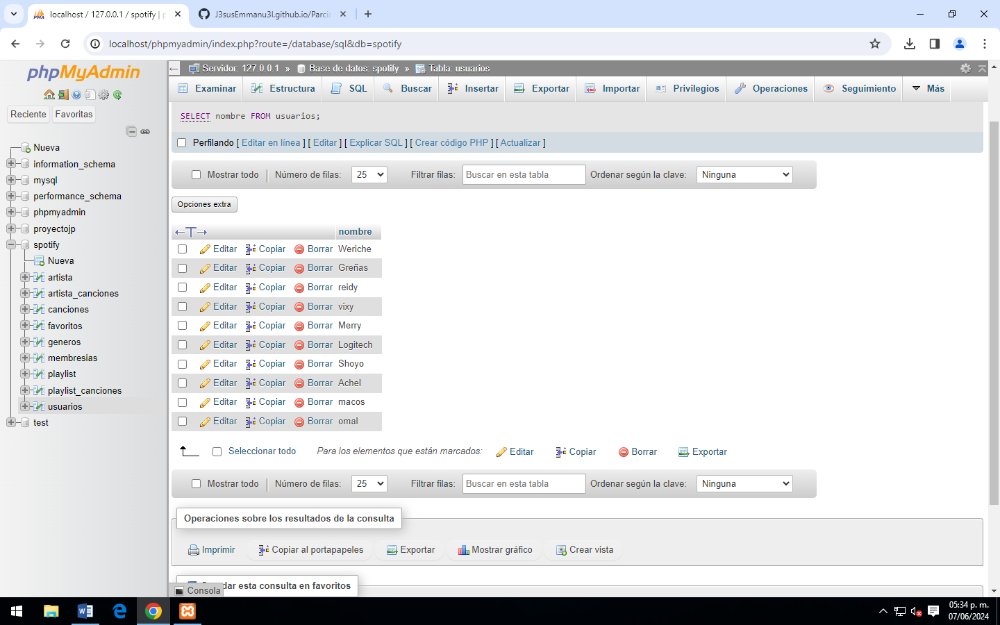 localhost / 127.0.0.1 / spotify | p
J3susEmmanu3l.github.io/Parcia
localhost/phpmyadmin/index.php?route=/database/sql&db=spotify
phpMyAdmin
Reciente Favoritas
Nueva
information_schema
mysql
performance_schema
phpmyadmin
proyectojp
spotify
Nueva
artista
artista_canciones
canciones
favoritos
generos
membresias
playlist
playlist_canciones
usuarios
test
Servidor: 127.0.0.1 » Base de datos: spotify » Tabla: usuarios
Examinar Estructura SQL Buscar Insertar Exportar Importar Privilegios Operaciones Seguimiento Más
SELECT nombre FROM usuarios;
Perfilando [ Editar en línea ] [ Editar ] [ Explicar SQL ] [ Crear código PHP ] [ Actualizar ]
Mostrar todo Número de filas: 25 Filtrar filas: Buscar en esta tabla Ordenar según la clave: Ninguna
Opciones extra
nombre
Editar Copiar Borrar Weriche
Editar Copiar Borrar Greñas
Editar Copiar Borrar reidy
Editar Copiar Borrar vixy
Editar Copiar Borrar Merry
Editar Copiar Borrar Logitech
Editar Copiar Borrar Shoyo
Editar Copiar Borrar Achel
Editar Copiar Borrar macos
Editar Copiar Borrar omal
Seleccionar todo Para los elementos que están marcados: Editar Copiar Borrar Exportar
Mostrar todo Número de filas: 25 Filtrar filas: Buscar en esta tabla Ordenar según la clave: Ninguna
Operaciones sobre los resultados de la consulta
Imprimir Copiar al portapapeles Exportar Mostrar gráfico Crear vista
dar esta consulta en favoritos
Consola
05:34 p. m.
07/06/2024